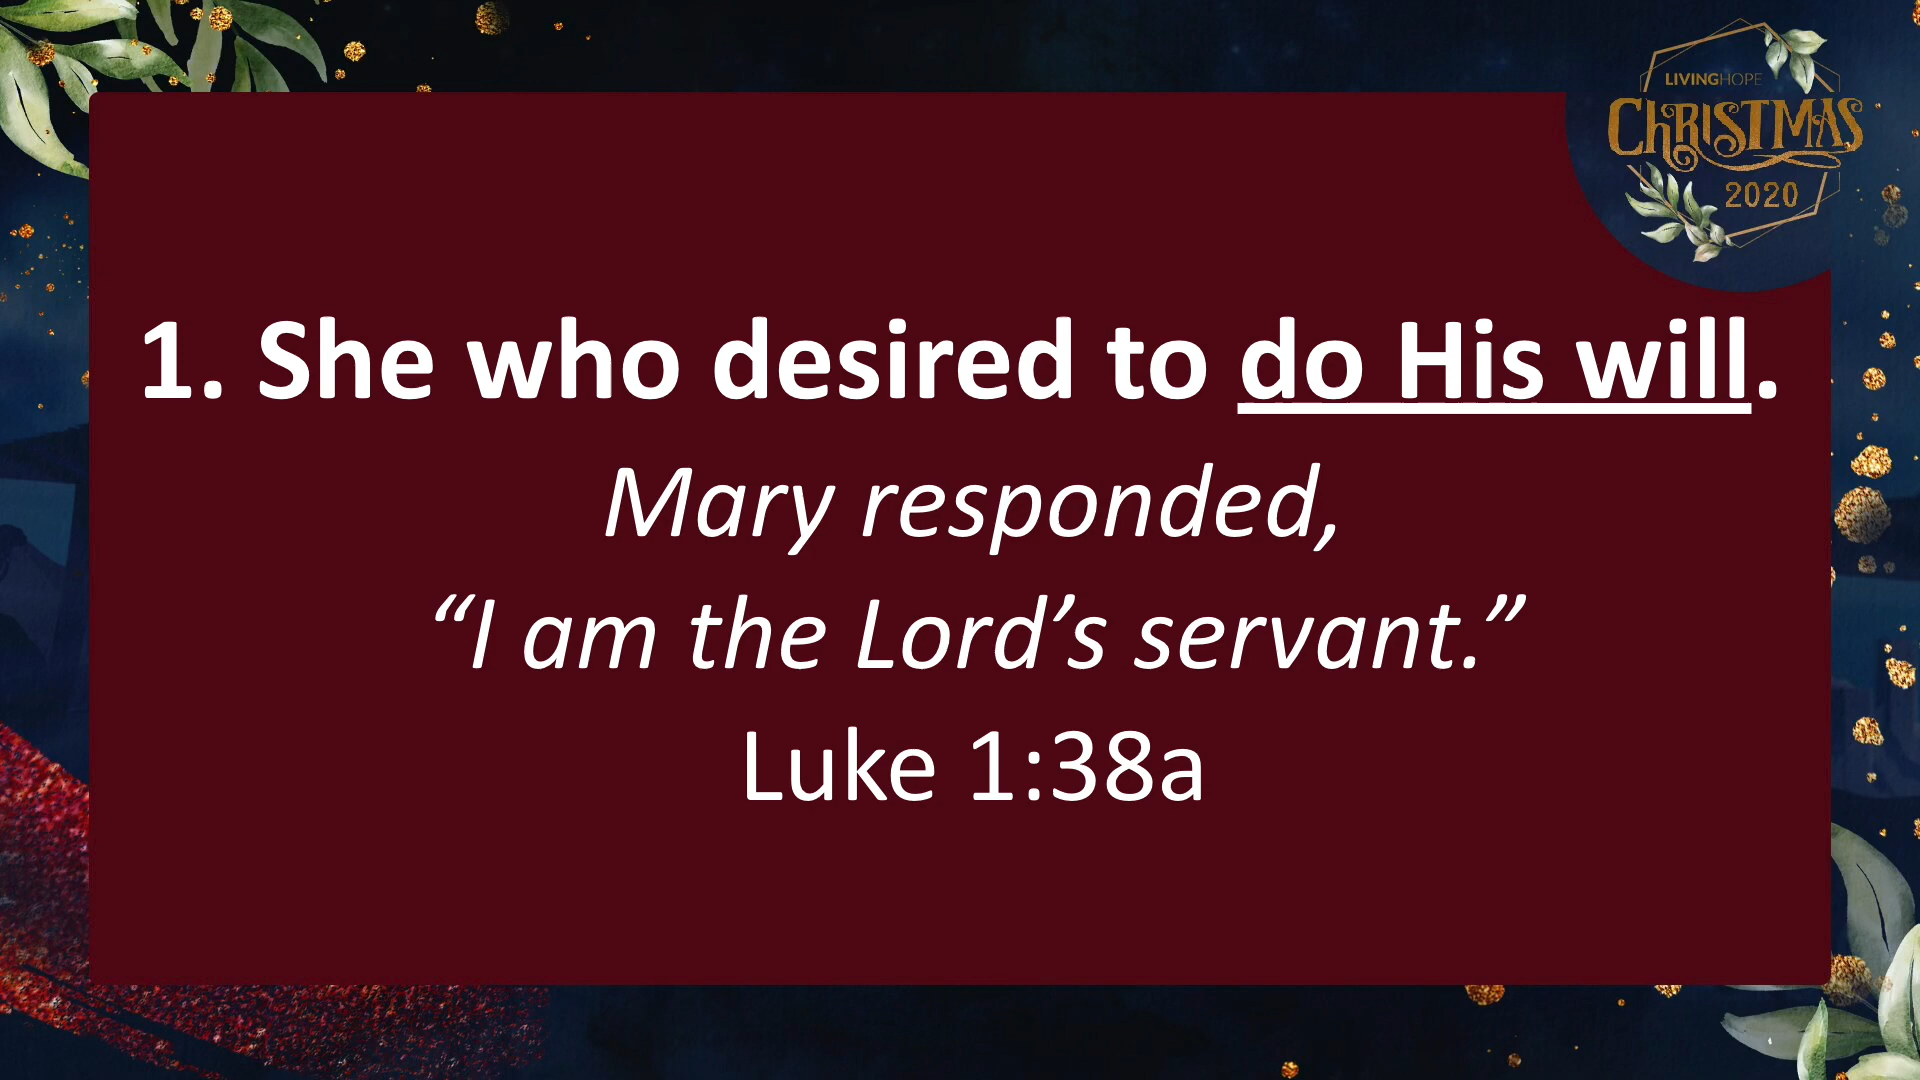 LIVINGHOPE
CHRISTMAS
2020
1. She who desired to do His will.
Mary responded,
“I am the Lord’s servant.”
Luke 1:38a